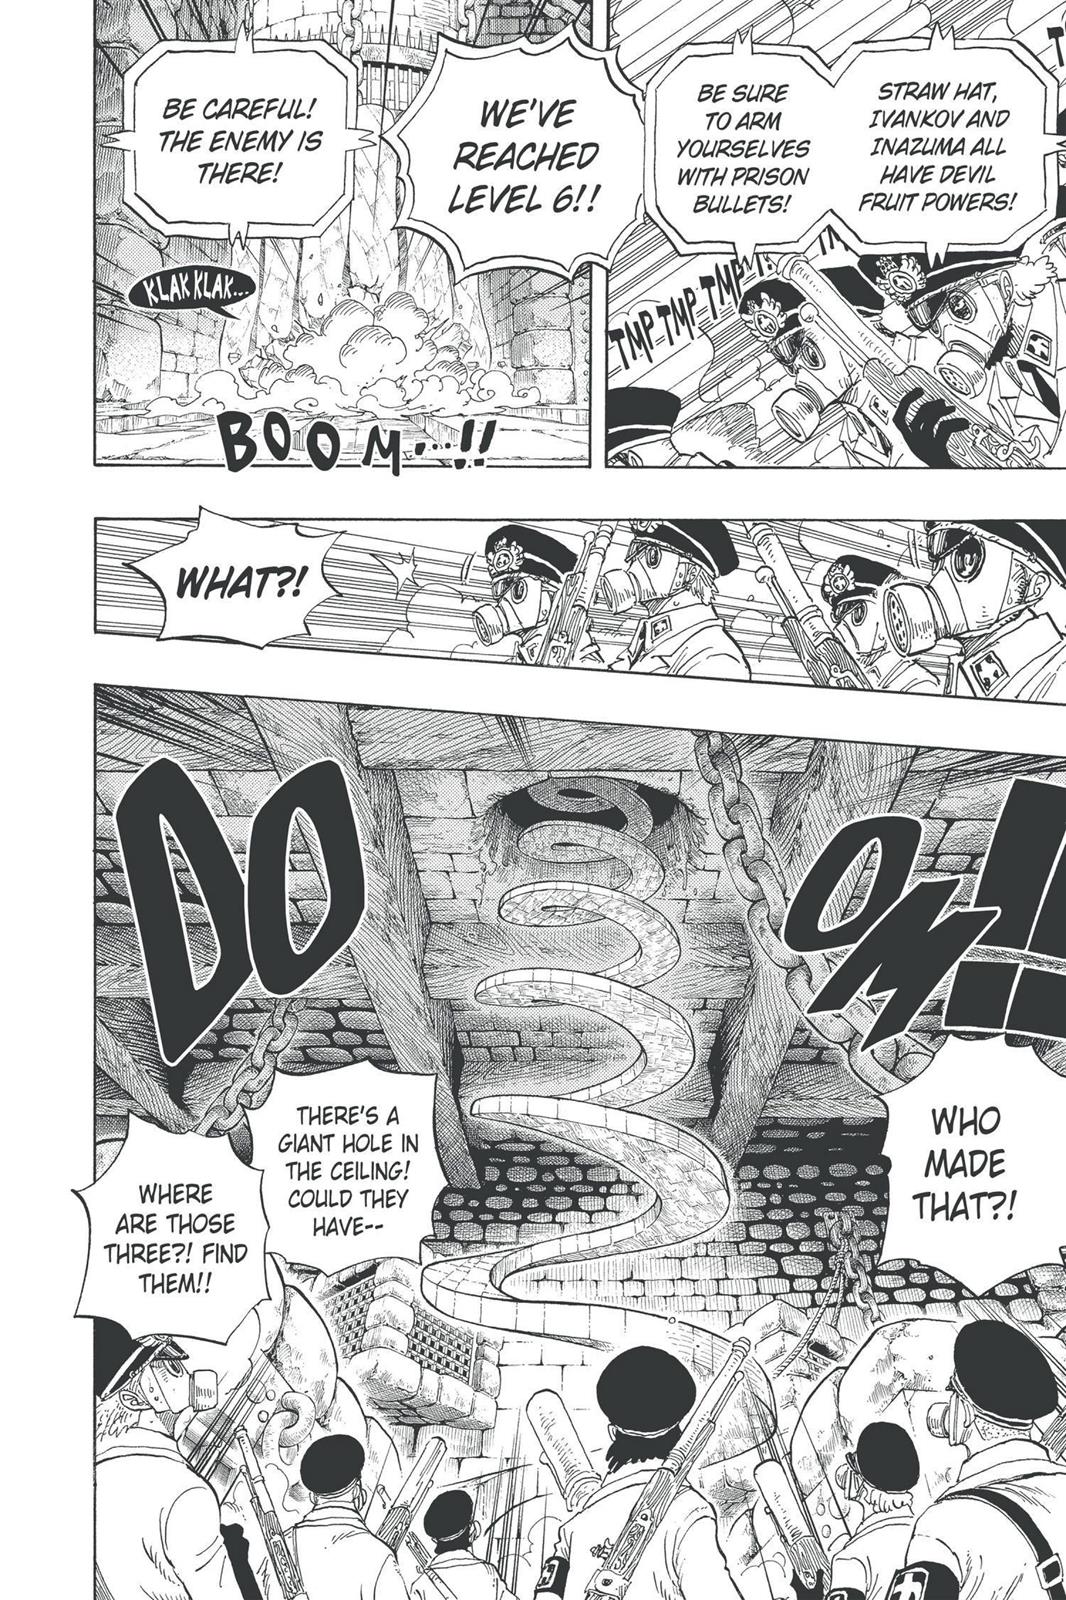 STRAW HAT,
IVANKOV AND
INAZUMA ALL
HAVE DEVIL
FRUIT POWERS!
BE SURE
TO ARM
YOURSELVES
WITH PRISON
BULLETS!
TMP TMP TMP
WE'VE
REACHED
LEVEL 6!!
BE CAREFUL!
THE ENEMY IS
THERE!
KLAK KLAK...
BOOM...!!
WHAT?!
DOOM!!
WHO
MADE
THAT?!
THERE'S A
GIANT HOLE IN
THE CEILING!
COULD THEY
HAVE--
WHERE
ARE THOSE
THREE?! FIND
THEM!!